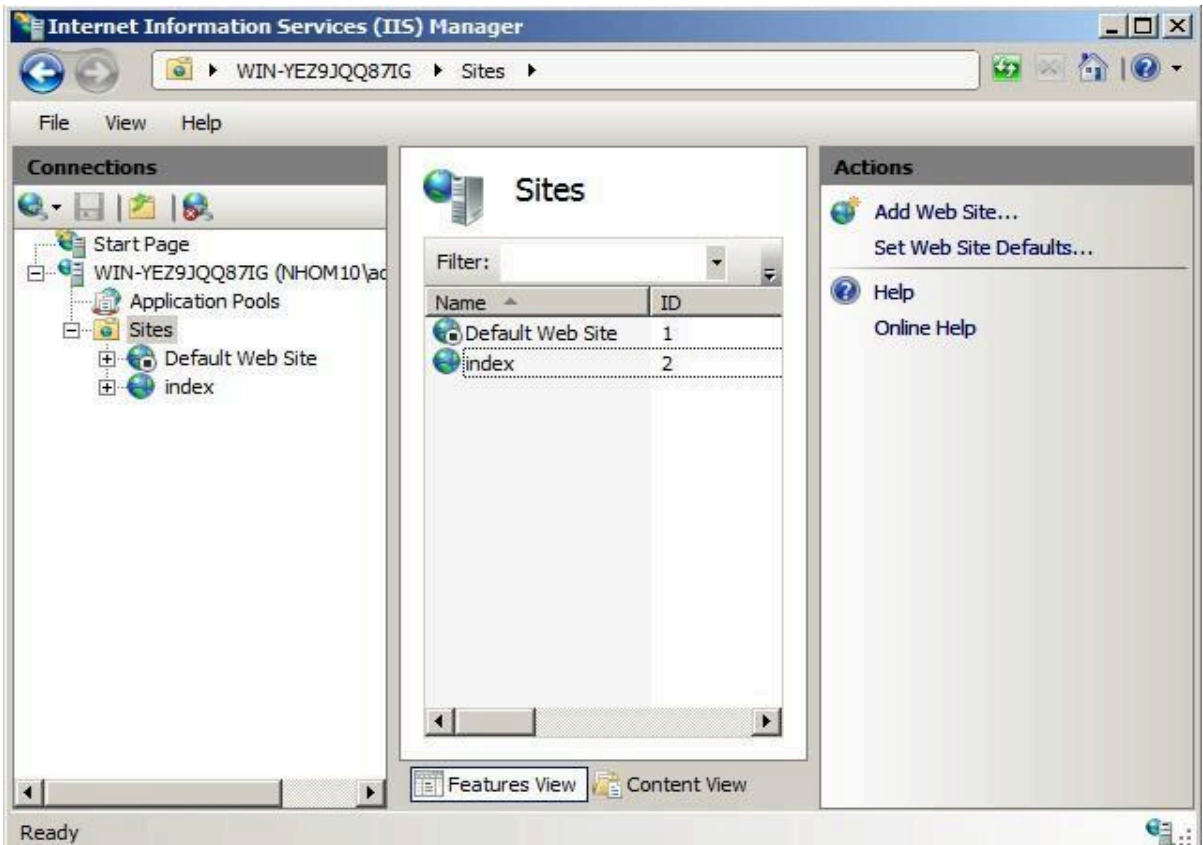 Internet Information Services (IIS) Manager
WIN-YEZ9JQQ87IG Sites
File View Help
Connections
Start Page
WIN-YEZ9JQQ87IG (NHOM10\ad
Application Pools
Sites
Default Web Site
index
Sites
Filter:
Name ID
Default Web Site 1
index 2
Features View Content View
Actions
Add Web Site...
Set Web Site Defaults...
Help
Online Help
Ready